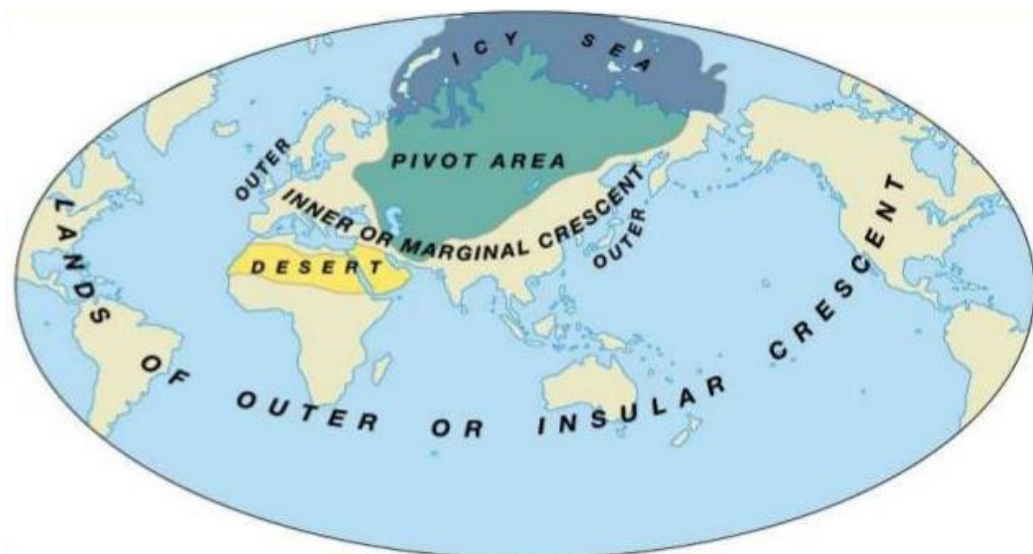 ICY SEA
PIVOT AREA
OUTER
INNER OR MARGINAL CRESCENT
OUTER
DESERT
LANDS OF OUTER OR INSULAR CRESCENT